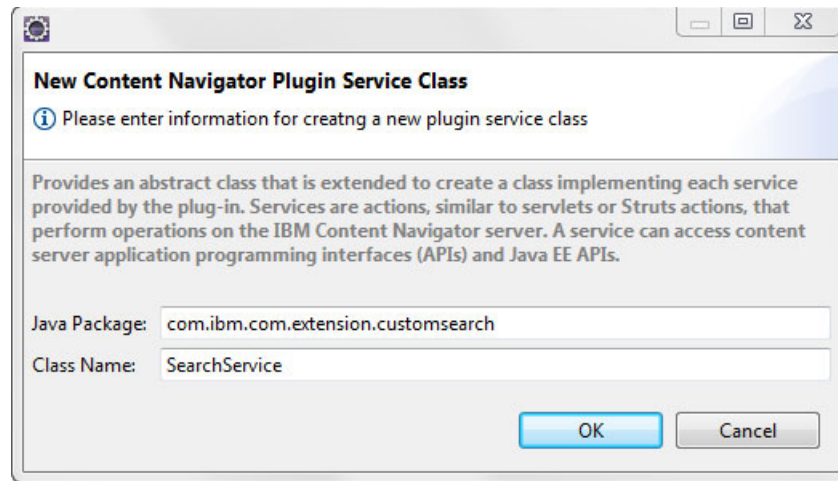 New Content Navigator Plugin Service Class
Please enter information for creatng a new plugin service class
Provides an abstract class that is extended to create a class implementing each service
provided by the plug-in. Services are actions, similar to servlets or Struts actions, that
perform operations on the IBM Content Navigator server. A service can access content
server application programming interfaces (APIs) and Java EE APIs.
Java Package: com.ibm.com.extension.customsearch
Class Name: SearchService
OK Cancel